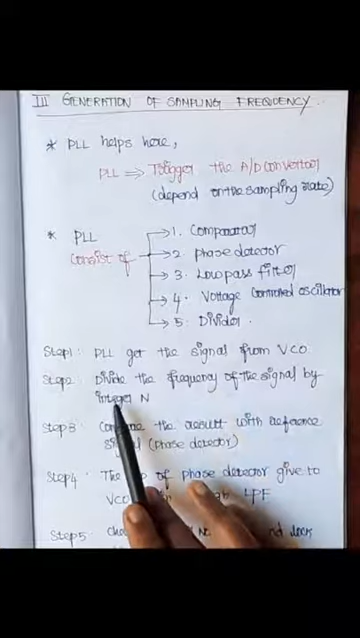 III GENERATION OF SAMPLING FREQUENCY.
* PLL helps here,
PLL ⇒ Trigger the A/D Convertor
(depend on the sampling rate)
* PLL
consist of
→ 1. Comparator
→ 2 phase detector
→ 3. Low pass filter
→ 4. Voltage Controlled oscillator
→ 5. Divider.
Step1: PLL get the signal from VCO.
Step2: Divide the frequency of the signal by
integer N
Step3: the result with reference
(phase detector)
Step4: The of phase detector give to
VCO LPF
Step5 lock